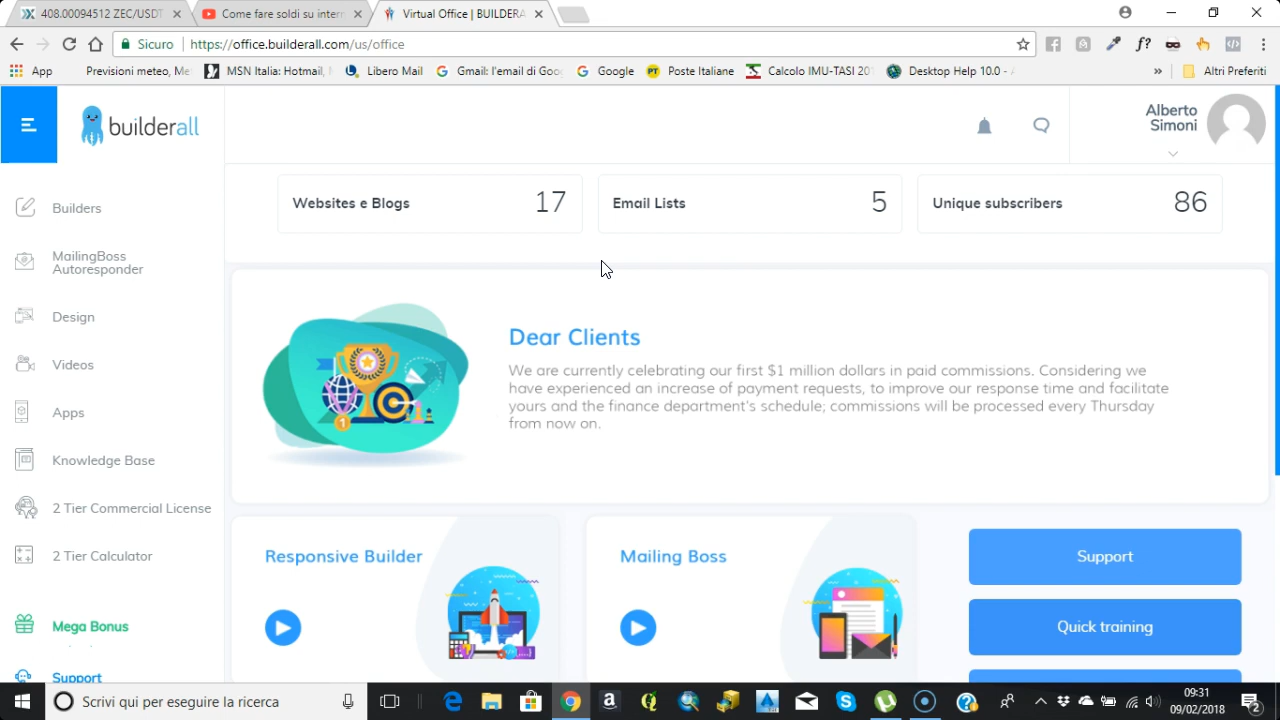 408.00094512 ZEC/USDT
Come fare soldi su intern
Virtual Office | BUILDERA
Sicuro
https://office.builderall.com/us/office
f?
App
Previsioni meteo, Me
MSN Italia: Hotmail,
Libero Mail
Gmail: l'email di Goo
Google
PT
Poste Italiane
Calcolo IMU-TASI 201
Desktop Help 10.0 -
»
Altri Preferiti
builderall
Alberto
Simoni
Websites e Blogs
17
Email Lists
5
Unique subscribers
86
Builders
MailingBoss
Autoresponder
Design
Videos
Apps
Knowledge Base
2 Tier Commercial License
2 Tier Calculator
Mega Bonus
Support
Dear Clients
We are currently celebrating our first $1 million dollars in paid commissions. Considering we
have experienced an increase of payment requests, to improve our response time and facilitate
yours and the finance department's schedule; commissions will be processed every Thursday
from now on.
1
Responsive Builder
Mailing Boss
Support
Quick training
Scrivi qui per eseguire la ricerca
09:31
09/02/2018
2